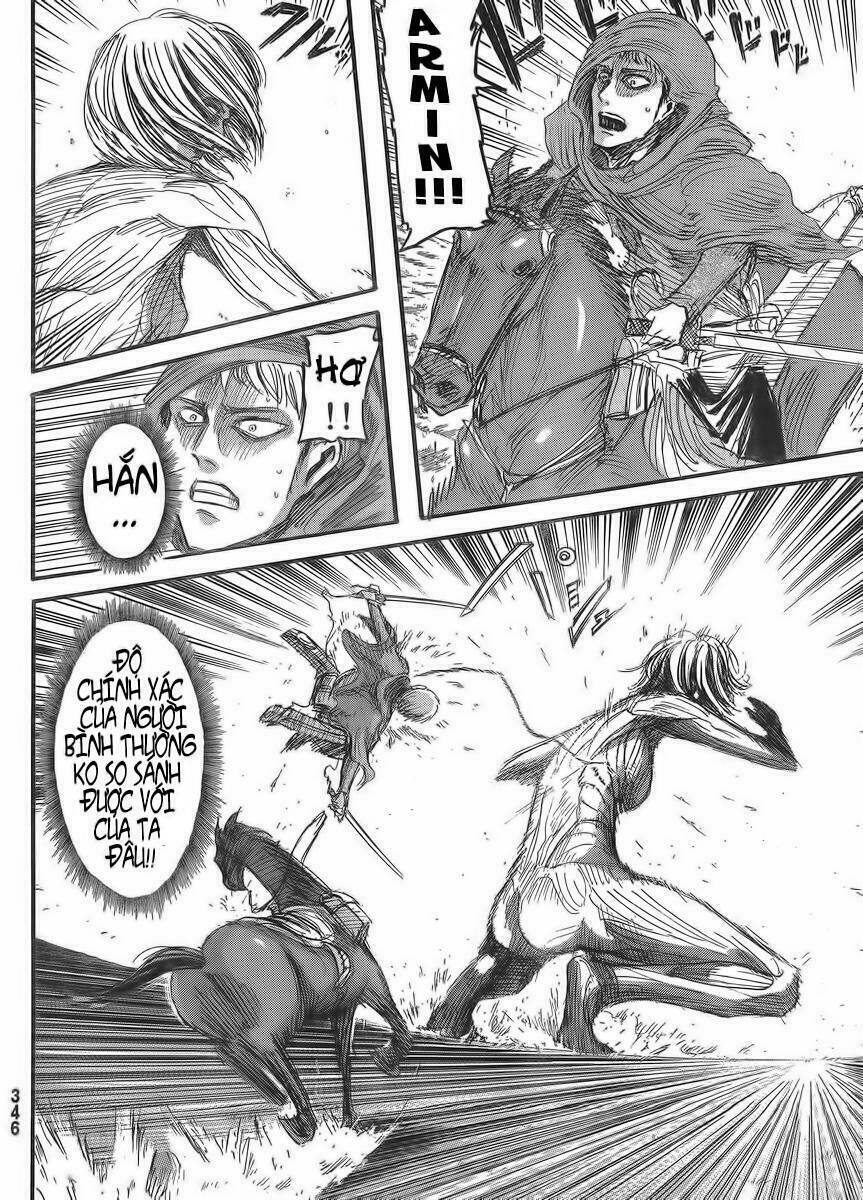 ARMIN!!!
HƠ
!!
HẮN
...
ĐỘ
CHÍNH XÁC
CỦA NGƯỜI
BÌNH THƯỜNG
KO SO SÁNH
ĐƯỢC VỚI
CỦA TA
ĐÂU!!
346